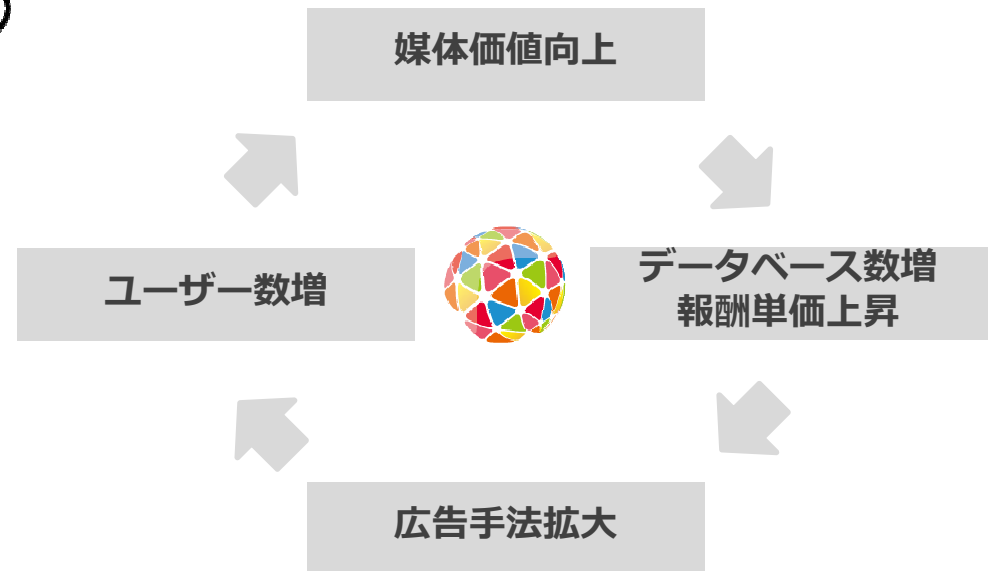 媒体価値向上
ユーザー数増
データベース数増
報酬単価上昇
広告手法拡大